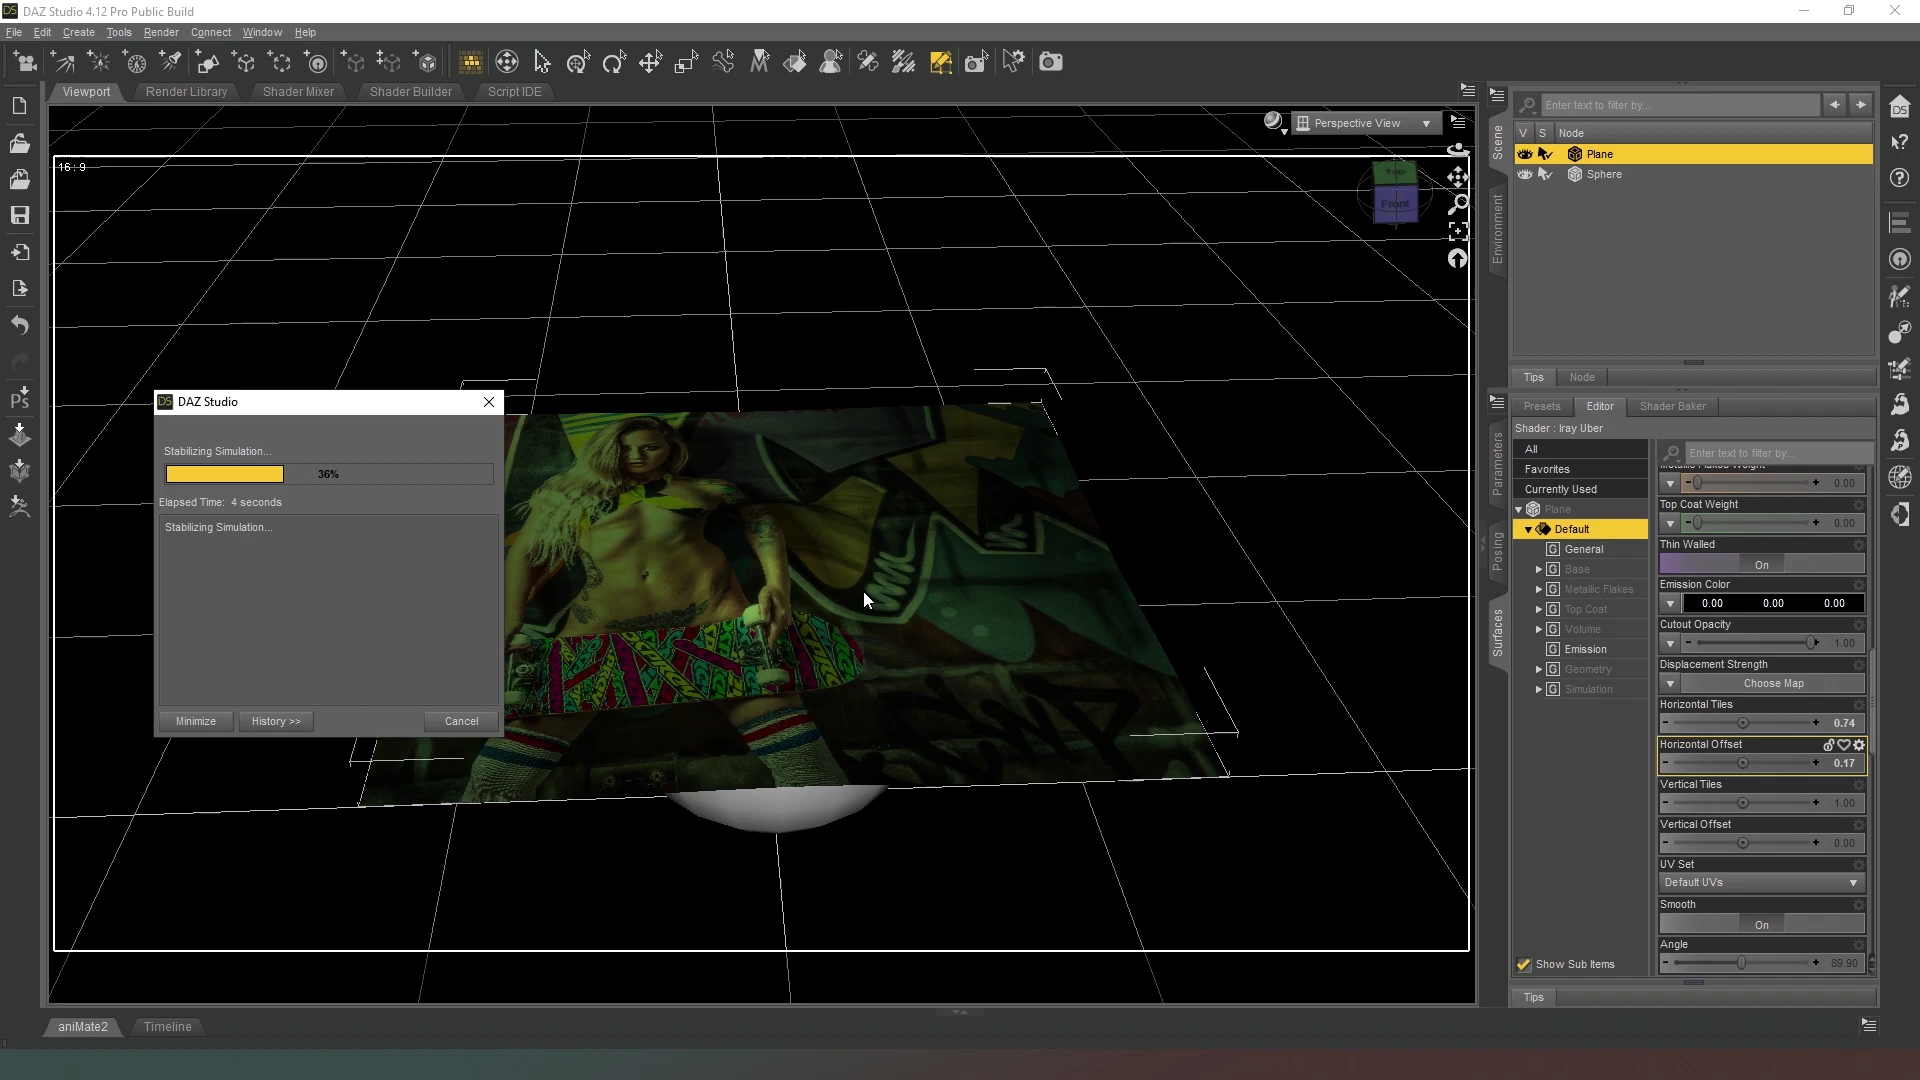 DAZ Studio 4.12 Pro Public Build
File Edit Create Tools Render Connect Window Help
Viewport Render Library Shader Mixer Shader Builder Script IDE
16 : 9
Perspective View
Top
Front
DAZ Studio
Stabilizing Simulation...
36%
Elapsed Time: 4 seconds
Stabilizing Simulation...
Minimize History >> Cancel
aniMate2 Timeline
Scene
Environment
Enter text to filter by...
V S Node
Plane
Sphere
Tips Node
Parameters
Posing
Surfaces
Presets Editor Shader Baker
Shader : Iray Uber
All
Favorites
Currently Used
Plane
Default
General
Base
Metallic Flakes
Top Coat
Volume
Emission
Geometry
Simulation
Show Sub Items
Enter text to filter by...
Metallic Flakes Weight
0.00
Top Coat Weight
0.00
Thin Walled
On
Emission Color
0.00 0.00 0.00
Cutout Opacity
1.00
Displacement Strength
Choose Map
Horizontal Tiles
0.74
Horizontal Offset
0.17
Vertical Tiles
1.00
Vertical Offset
0.00
UV Set
Default UVs
Smooth
On
Angle
89.90
Tips